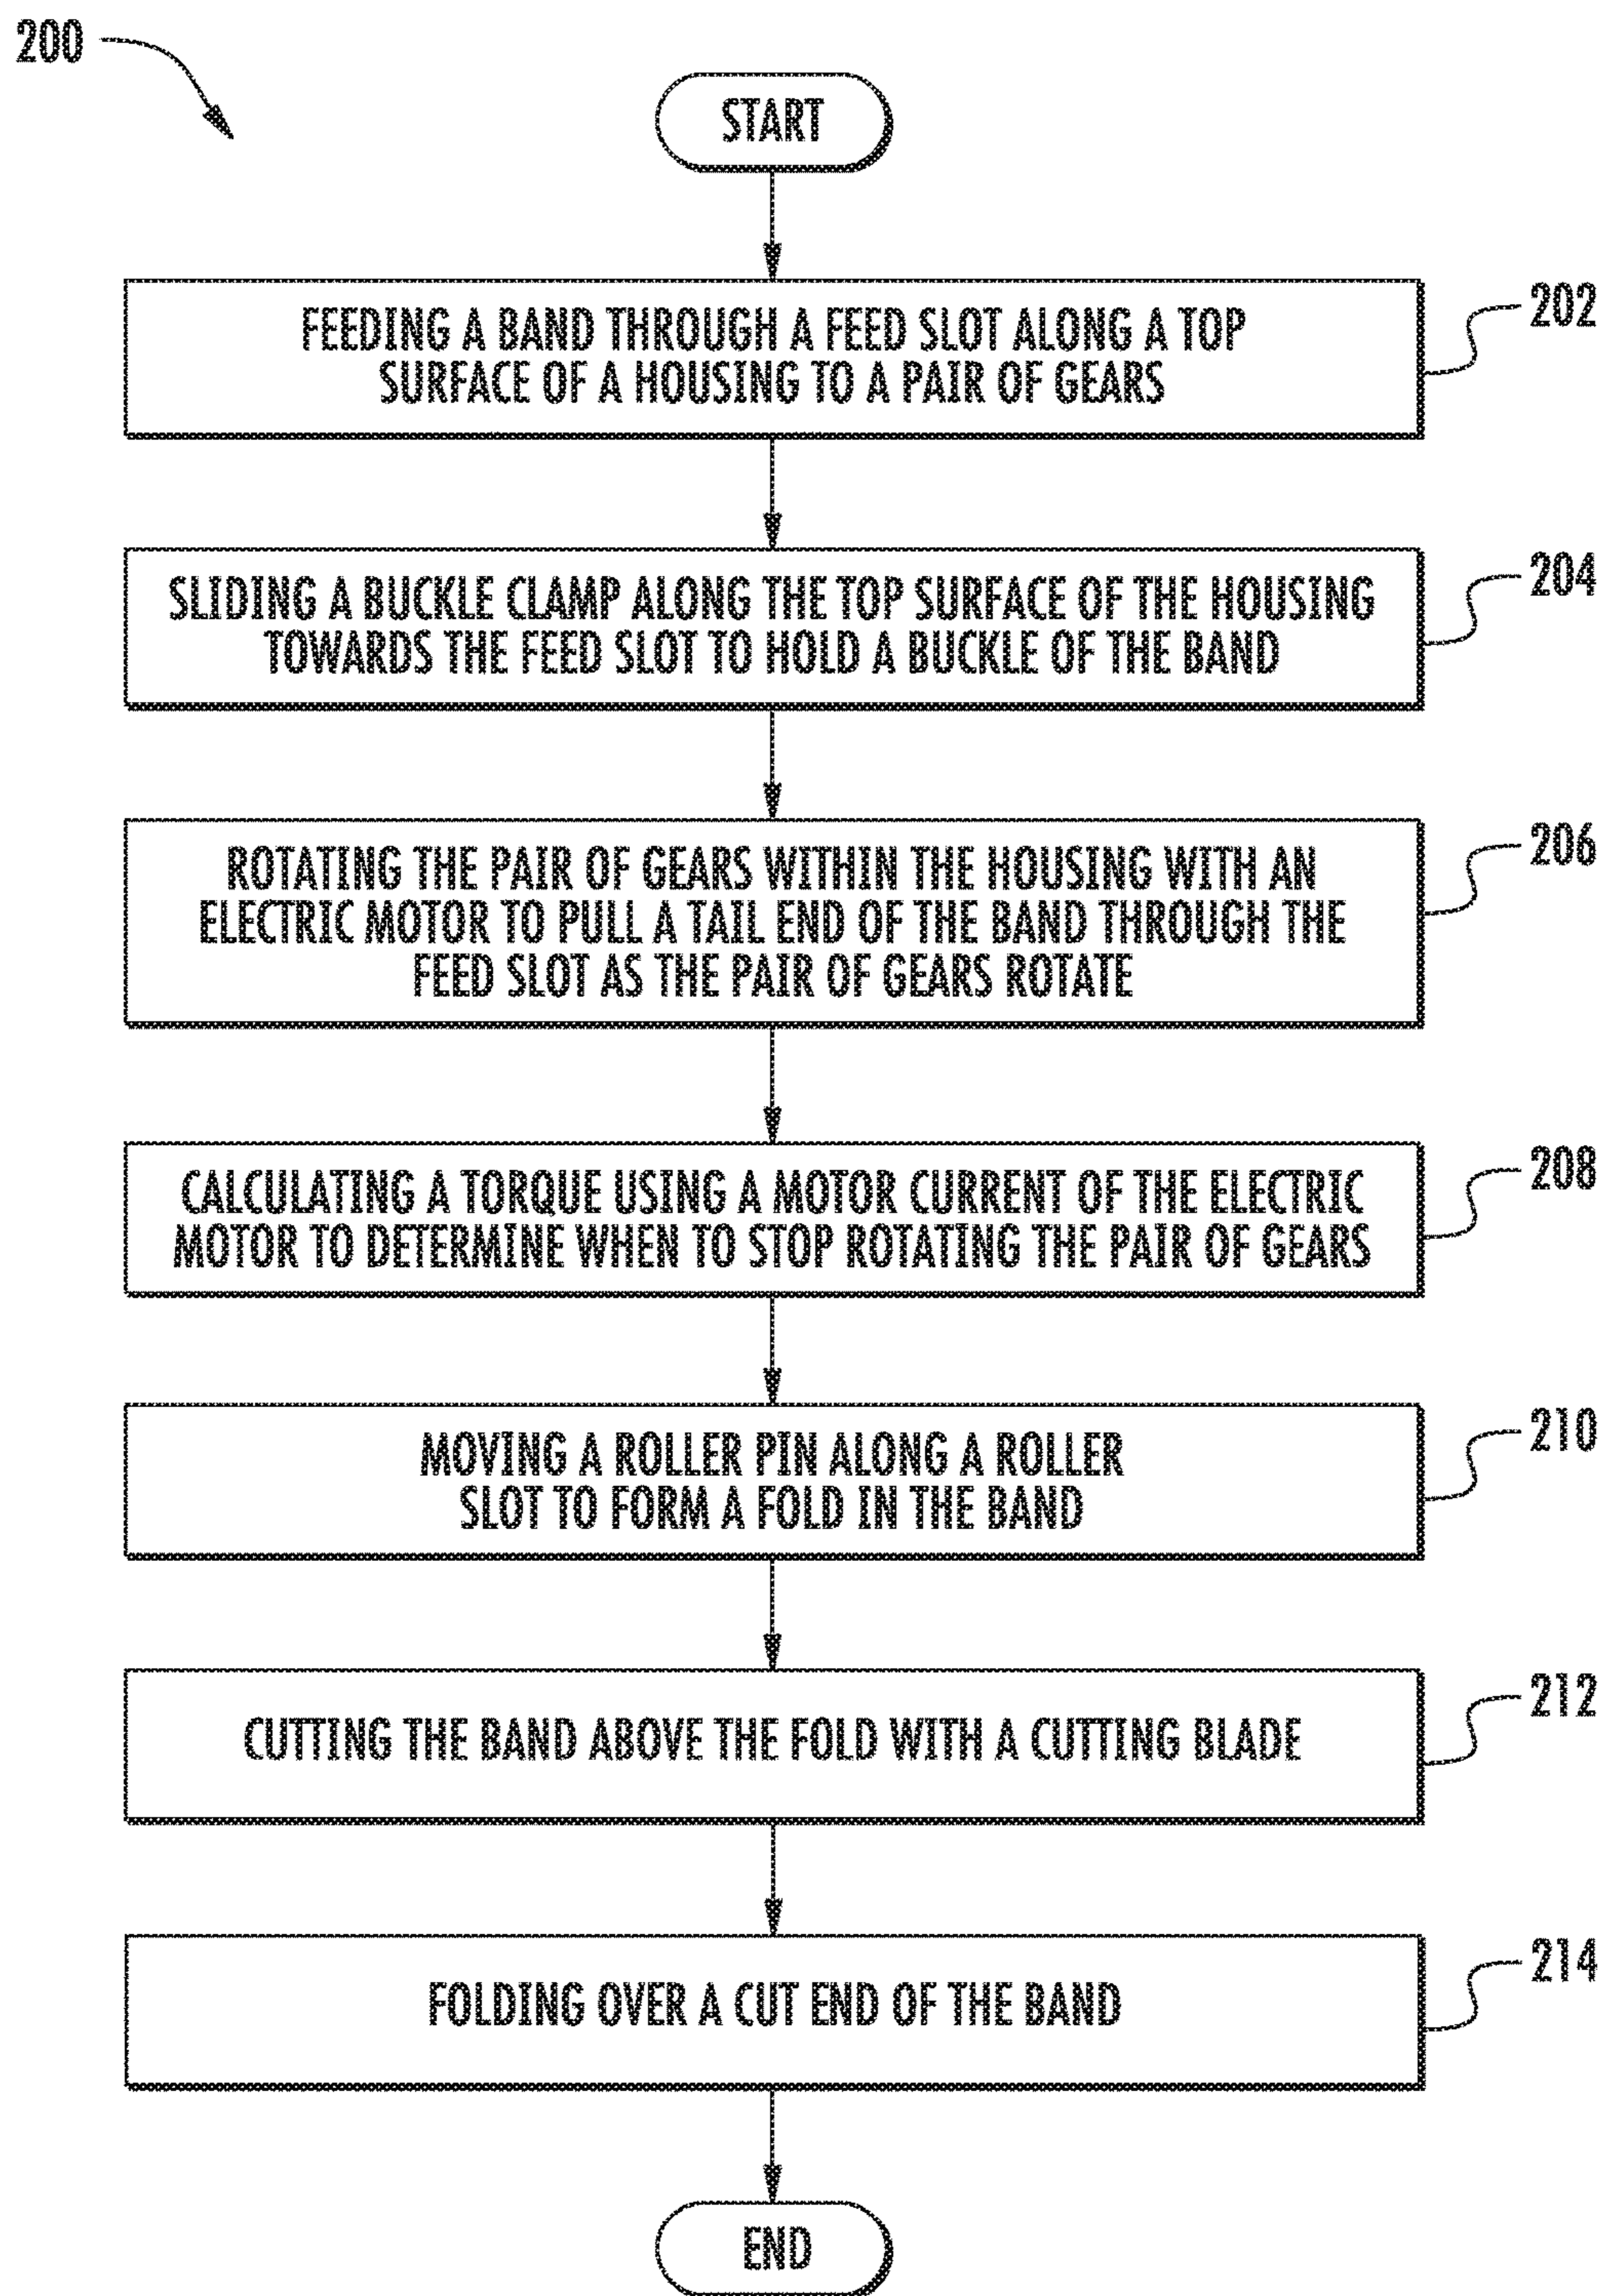 200
START
FEEDING A BAND THROUGH A FEED SLOT ALONG A TOP
SURFACE OF A HOUSING TO A PAIR OF GEARS
202
SLIDING A BUCKLE CLAMP ALONG THE TOP SURFACE OF THE HOUSING
TOWARDS THE FEED SLOT TO HOLD A BUCKLE OF THE BAND
204
ROTATING THE PAIR OF GEARS WITHIN THE HOUSING WITH AN
ELECTRIC MOTOR TO PULL A TAIL END OF THE BAND THROUGH THE
FEED SLOT AS THE PAIR OF GEARS ROTATE
206
CALCULATING A TORQUE USING A MOTOR CURRENT OF THE ELECTRIC
MOTOR TO DETERMINE WHEN TO STOP ROTATING THE PAIR OF GEARS
208
MOVING A ROLLER PIN ALONG A ROLLER
SLOT TO FORM A FOLD IN THE BAND
210
CUTTING THE BAND ABOVE THE FOLD WITH A CUTTING BLADE
212
FOLDING OVER A CUT END OF THE BAND
214
END